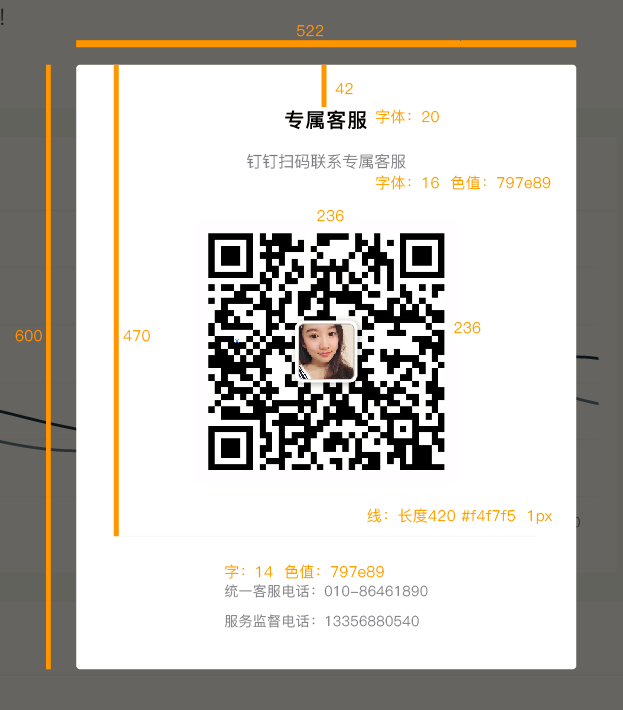 !
522
42
专属客服 字体：20
钉钉扫码联系专属客服
字体：16 色值：797e89
236
600
470
236
线：长度420 #f4f7f5 1px
字：14 色值：797e89
统一客服电话：010-86461890
服务监督电话：13356880540